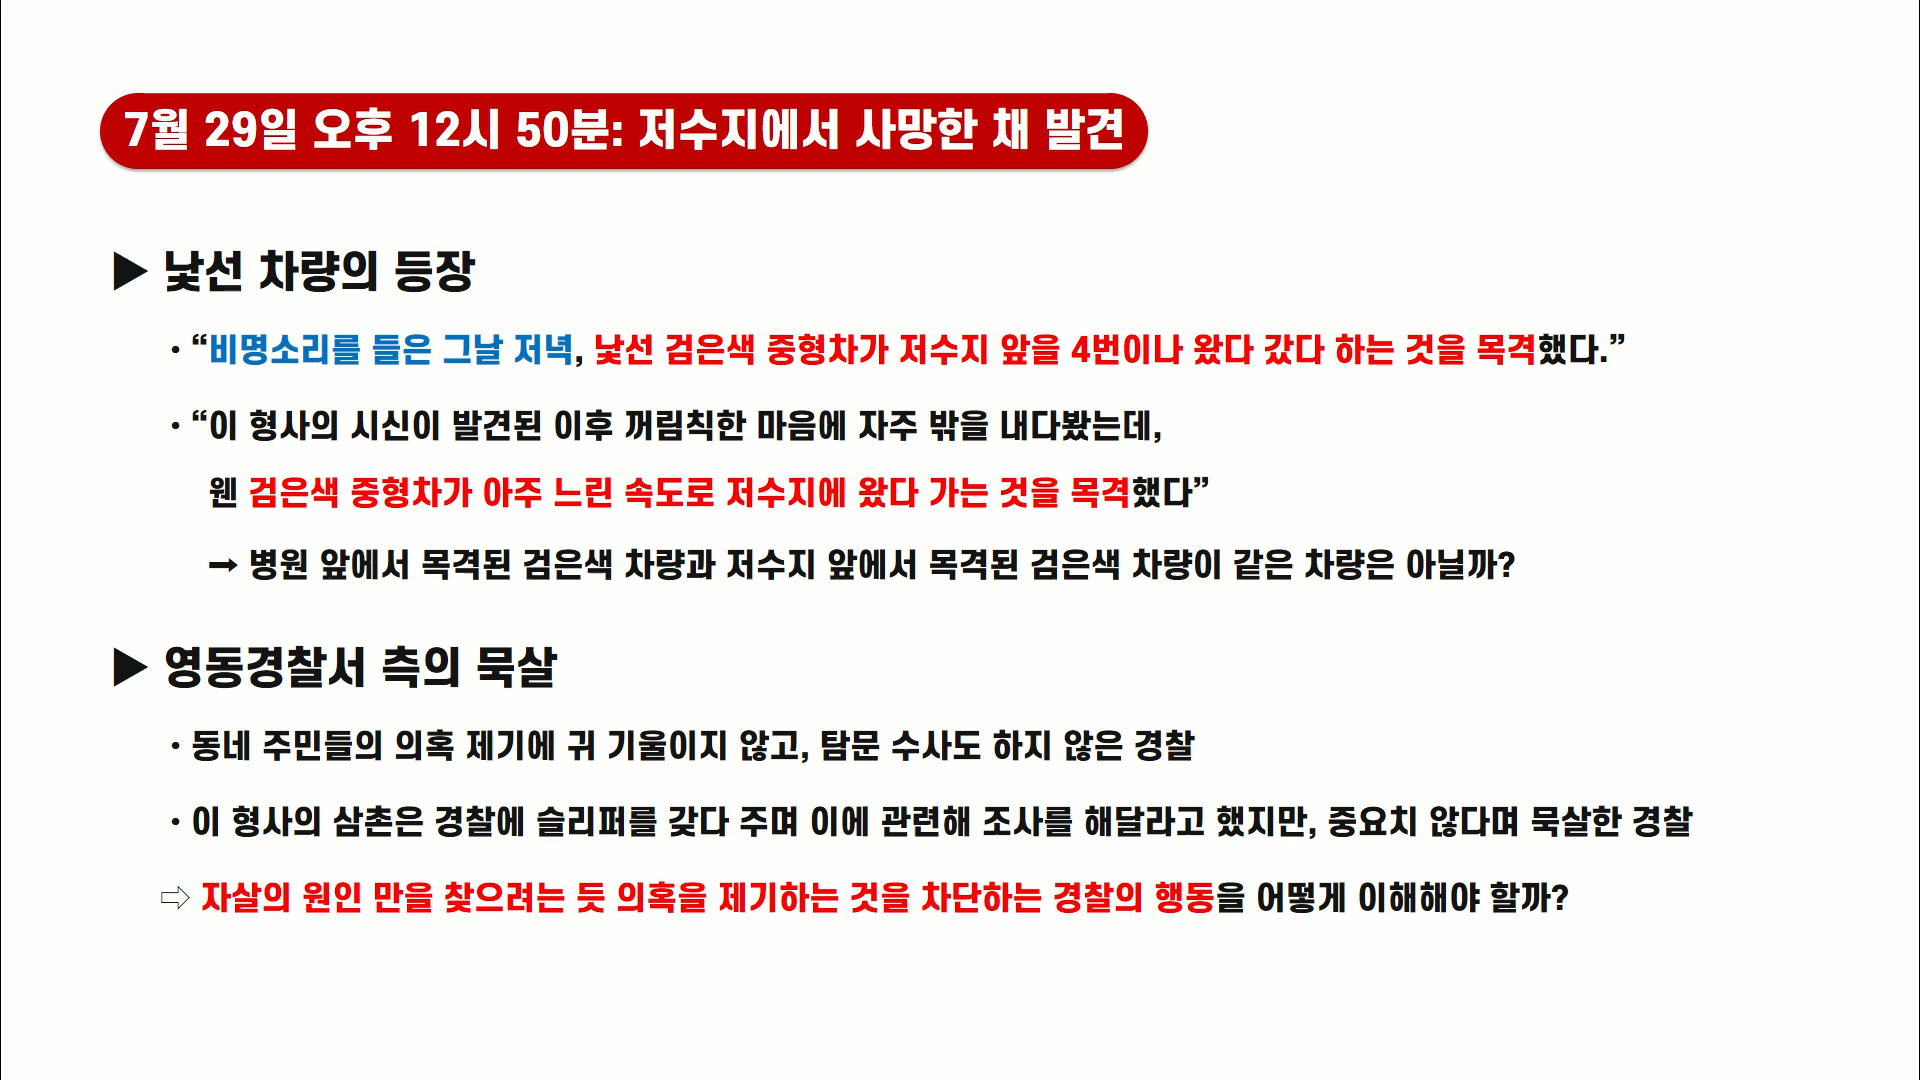 7월 29일 오후 12시 50분: 저수지에서 사망한 채 발견
▶ 낯선 차량의 등장
· “비명소리를 들은 그날 저녁, 낯선 검은색 중형차가 저수지 앞을 4번이나 왔다 갔다 하는 것을 목격했다.”
· “이 형사의 시신이 발견된 이후 꺼림칙한 마음에 자주 밖을 내다봤는데,
웬 검은색 중형차가 아주 느린 속도로 저수지에 왔다 가는 것을 목격했다”
→ 병원 앞에서 목격된 검은색 차량과 저수지 앞에서 목격된 검은색 차량이 같은 차량은 아닐까?
▶ 영동경찰서 측의 묵살
· 동네 주민들의 의혹 제기에 귀 기울이지 않고, 탐문 수사도 하지 않은 경찰
· 이 형사의 삼촌은 경찰에 슬리퍼를 갖다 주며 이에 관련해 조사를 해달라고 했지만, 중요치 않다며 묵살한 경찰
⇨ 자살의 원인 만을 찾으려는 듯 의혹을 제기하는 것을 차단하는 경찰의 행동을 어떻게 이해해야 할까?